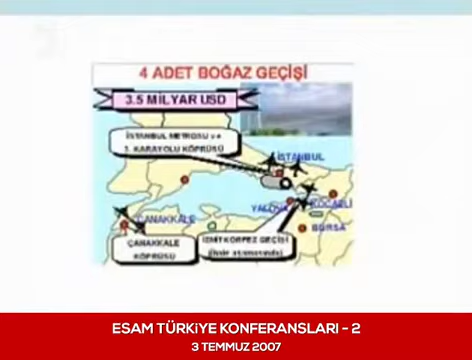 4 ADET BOĞAZ GEÇİŞİ
3.5 MİLYAR USD
İSTANBUL METROSU ve
3. KARAYOLU KÖPRÜSÜ
İSTANBUL
YALOVA
KOCAELİ
ÇANAKKALE
BURSA
ÇANAKKALE
KÖPRÜSÜ
İZMİT KÖRFEZ GEÇİŞİ
ESAM TÜRKİYE KONFERANSLARI - 2
3 TEMMUZ 2007